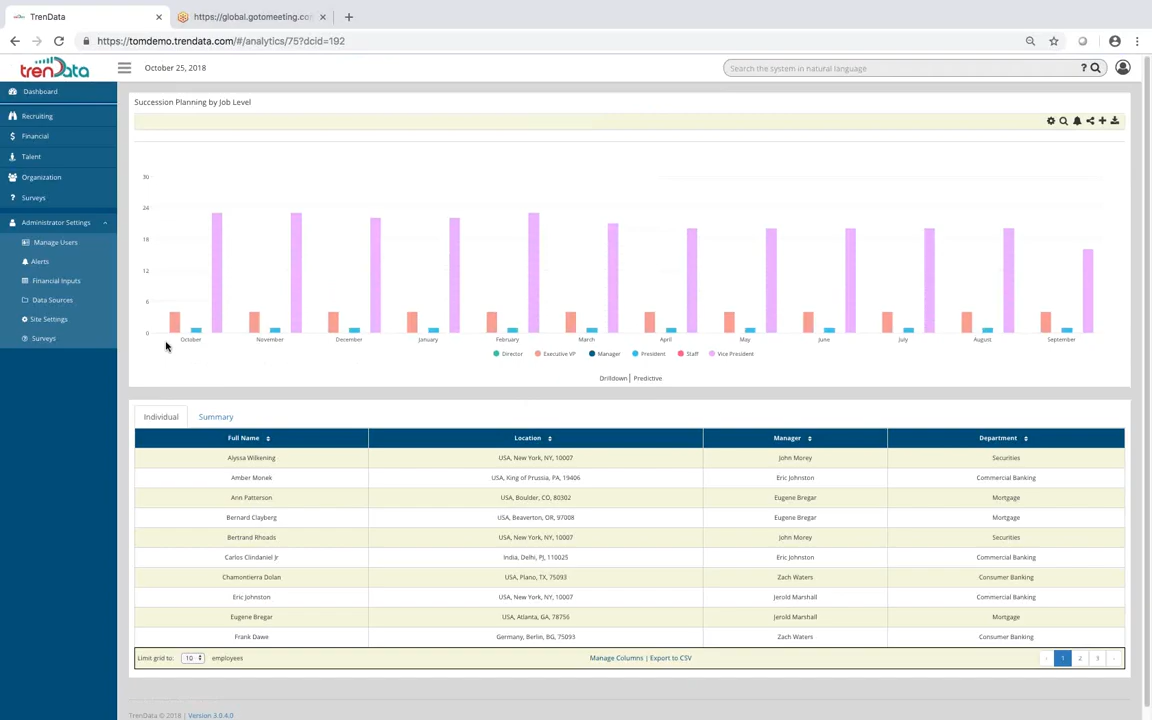 TrenData
https://global.gotomeeting.co
https://tomdemo.trendata.com/#/analytics/75?dcid=192
trenData
October 25, 2018
Search the system in natural language
?
Dashboard
Recruiting
Financial
Talent
Organization
Surveys
Administrator Settings
Manage Users
Alerts
Financial Inputs
Data Sources
Site Settings
Surveys
Succession Planning by Job Level
30
24
18
12
6
0
October November December January February March April May June July August September
Director Executive VP Manager President Staff Vice President
Drilldown | Predictive
Individual Summary
Full Name Location Manager Department
Alyssa Wilkening USA, New York, NY, 10007 John Morey Securities
Amber Monek USA, King of Prussia, PA, 19406 Eric Johnston Commercial Banking
Ann Patterson USA, Boulder, CO, 80302 Eugene Bregar Mortgage
Bernard Clayberg USA, Beaverton, OR, 97008 Eugene Bregar Mortgage
Bertrand Rhoads USA, New York, NY, 10007 John Morey Securities
Carlos Clindaniel Jr India, Delhi, PJ, 110025 Eric Johnston Commercial Banking
Chamontierra Dolan USA, Plano, TX, 75093 Zach Waters Consumer Banking
Eric Johnston USA, New York, NY, 10007 Jerold Marshall Commercial Banking
Eugene Bregar USA, Atlanta, GA, 78756 Jerold Marshall Mortgage
Frank Dawe Germany, Berlin, BG, 75093 Zach Waters Consumer Banking
Limit grid to: 10 employees Manage Columns | Export to CSV ‹ 1 2 3 ›
TrenData © 2018 | Version 3.0.4.0